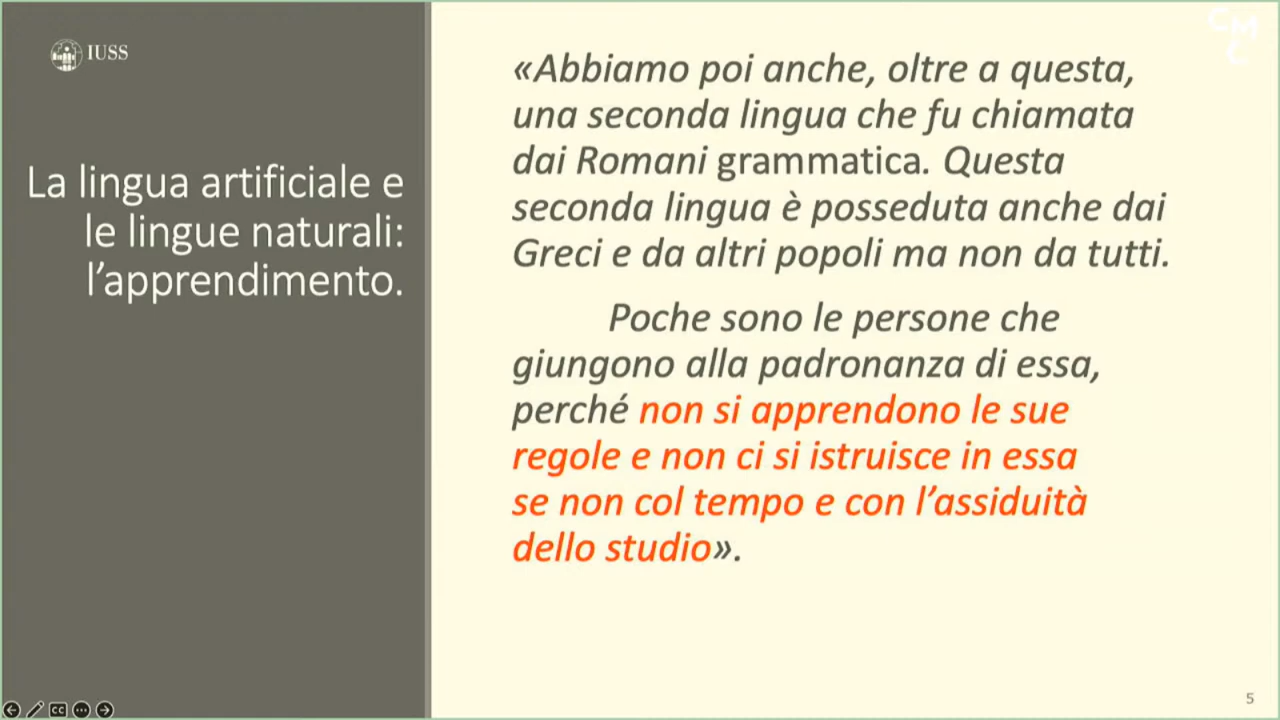 IUSS
CMC
La lingua artificiale e
le lingue naturali:
l’apprendimento.
«Abbiamo poi anche, oltre a questa,
una seconda lingua che fu chiamata
dai Romani grammatica. Questa
seconda lingua è posseduta anche dai
Greci e da altri popoli ma non da tutti.
Poche sono le persone che
giungono alla padronanza di essa,
perché non si apprendono le sue
regole e non ci si istruisce in essa
se non col tempo e con l’assiduità
dello studio».
CC
5